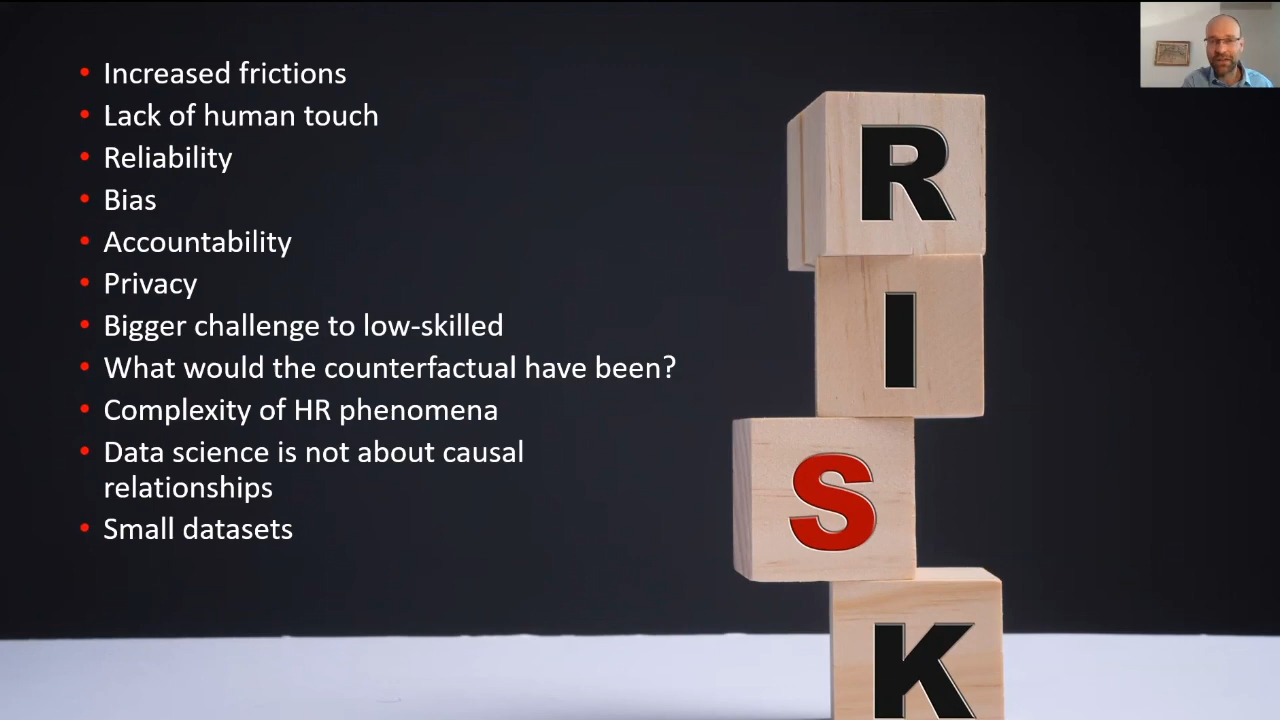 Increased frictions
Lack of human touch
Reliability
Bias
Accountability
Privacy
Bigger challenge to low-skilled
What would the counterfactual have been?
Complexity of HR phenomena
Data science is not about causal
relationships
Small datasets
R
I
S
K